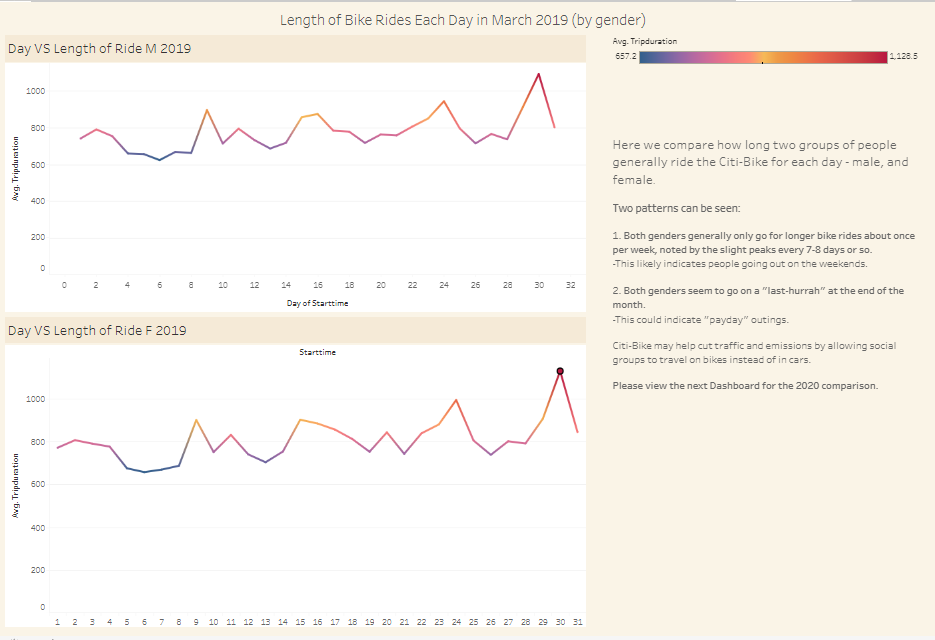 Length of Bike Rides Each Day in March 2019 (by gender)
Day VS Length of Ride M 2019
Avg. Tripduration
1000
800
600
400
200
0
0 2 4 6 8 10 12 14 16 18 20 22 24 26 28 30 32
Day of Starttime
Day VS Length of Ride F 2019
Starttime
Avg. Tripduration
1000
800
600
400
200
0
1 2 3 4 5 6 7 8 9 10 11 12 13 14 15 16 17 18 19 20 21 22 23 24 25 26 27 28 29 30 31
Avg. Tripduration
657.2 1,128.5
Here we compare how long two groups of people
generally ride the Citi-Bike for each day - male, and
female.
Two patterns can be seen:
1. Both genders generally only go for longer bike rides about once
per week, noted by the slight peaks every 7-8 days or so.
-This likely indicates people going out on the weekends.
2. Both genders seem to go on a "last-hurrah" at the end of the
month.
-This could indicate "payday" outings.
Citi-Bike may help cut traffic and emissions by allowing social
groups to travel on bikes instead of in cars.
Please view the next Dashboard for the 2020 comparison.